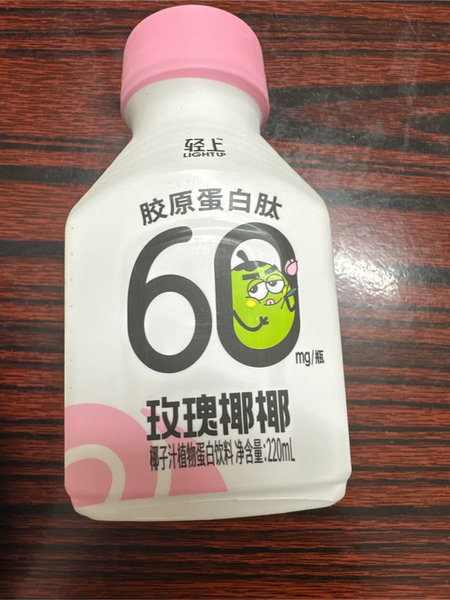 轻上
LIGHTUP
胶原蛋白肽
60
mg/瓶
玫瑰椰椰
椰子汁植物蛋白饮料 净含量:220mL